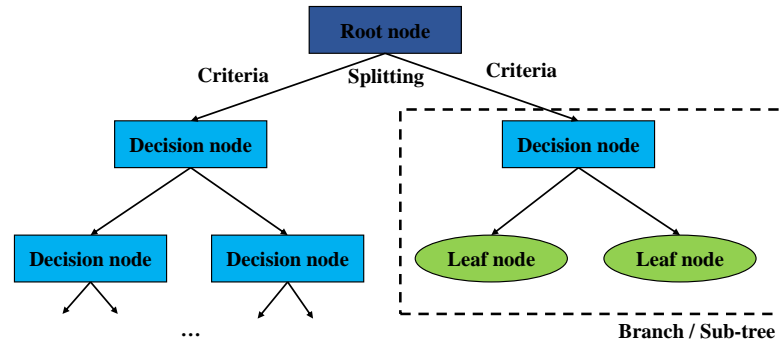 Root node
Criteria
Splitting
Criteria
Decision node
Decision node
Decision node
Decision node
Leaf node
Leaf node
...
Branch / Sub-tree